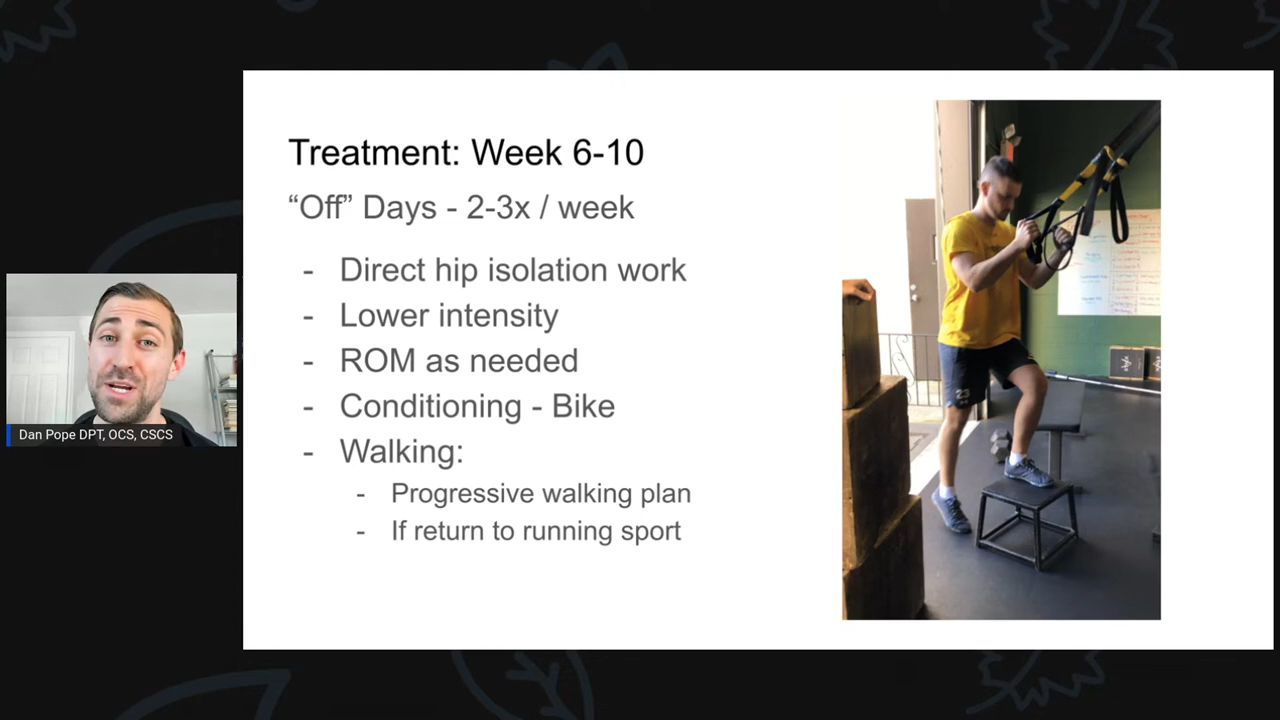 Treatment: Week 6-10
“Off” Days - 2-3x / week
- Direct hip isolation work
- Lower intensity
- ROM as needed
- Conditioning - Bike
- Walking:
- Progressive walking plan
- If return to running sport
Dan Pope DPT, OCS, CSCS
23